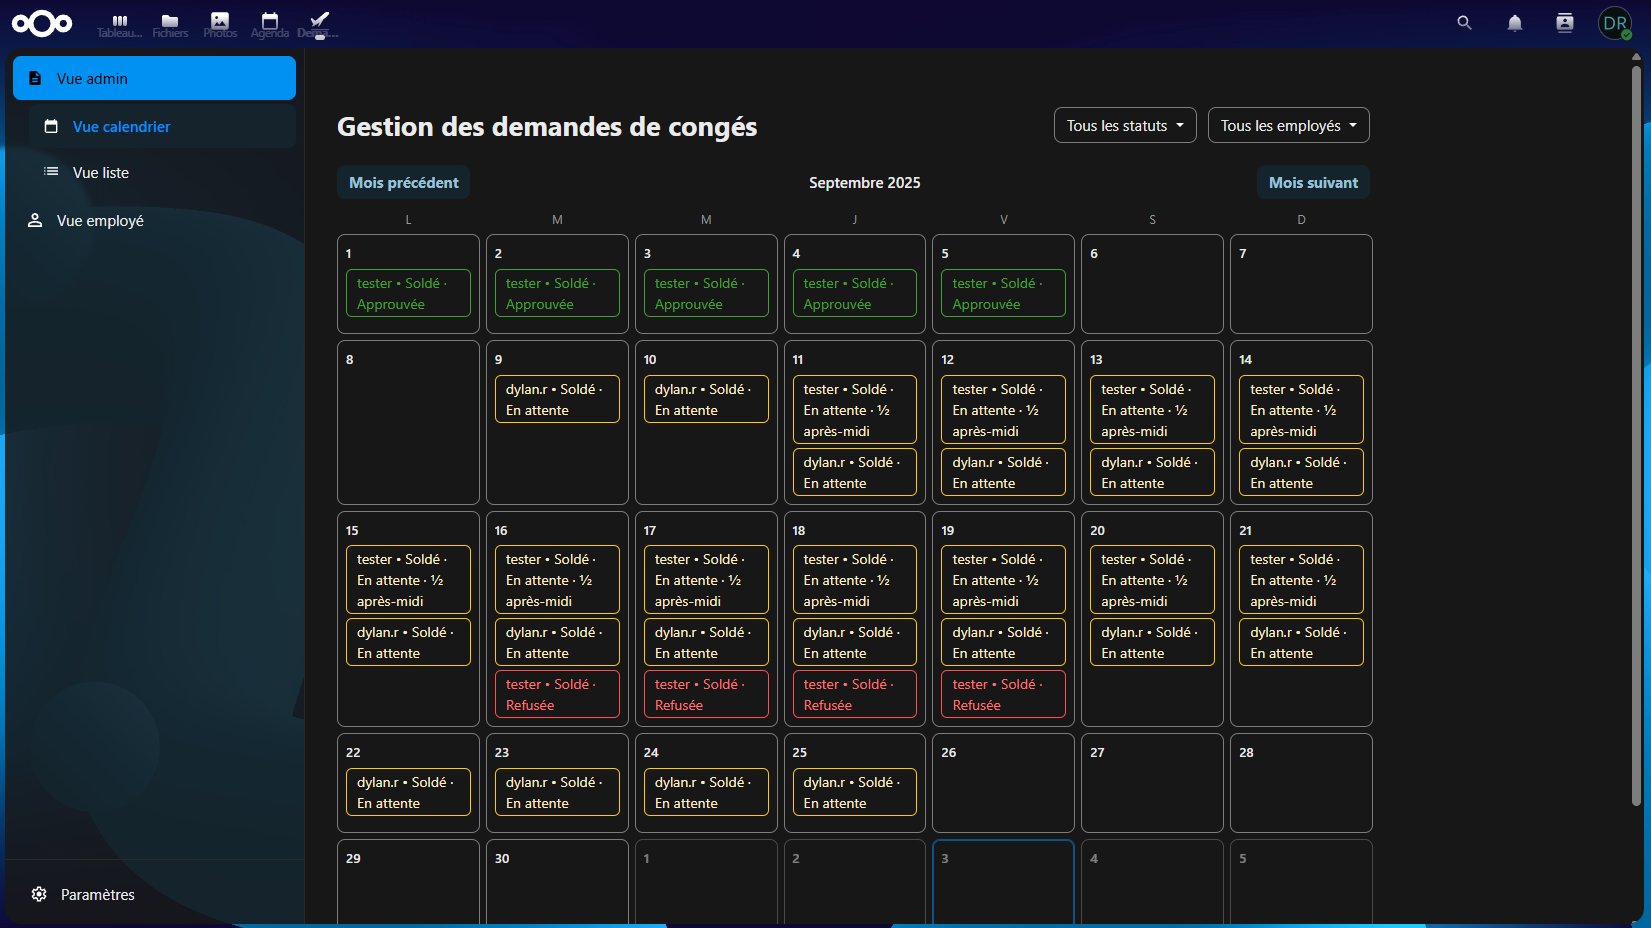 Tableau... Fichiers Photos Agenda Dema...
DR
Vue admin
Vue calendrier
Vue liste
Vue employé
Paramètres
Gestion des demandes de congés
Tous les statuts
Tous les employés
Mois précédent
Septembre 2025
Mois suivant
L M M J V S D
1
tester • Soldé ·
Approuvée
2
tester • Soldé ·
Approuvée
3
tester • Soldé ·
Approuvée
4
tester • Soldé ·
Approuvée
5
tester • Soldé ·
Approuvée
6
7
8
9
dylan.r • Soldé ·
En attente
10
dylan.r • Soldé ·
En attente
11
tester • Soldé ·
En attente · ½
après-midi
dylan.r • Soldé ·
En attente
12
tester • Soldé ·
En attente · ½
après-midi
dylan.r • Soldé ·
En attente
13
tester • Soldé ·
En attente · ½
après-midi
dylan.r • Soldé ·
En attente
14
tester • Soldé ·
En attente · ½
après-midi
dylan.r • Soldé ·
En attente
15
tester • Soldé ·
En attente · ½
après-midi
dylan.r • Soldé ·
En attente
16
tester • Soldé ·
En attente · ½
après-midi
dylan.r • Soldé ·
En attente
tester • Soldé ·
Refusée
17
tester • Soldé ·
En attente · ½
après-midi
dylan.r • Soldé ·
En attente
tester • Soldé ·
Refusée
18
tester • Soldé ·
En attente · ½
après-midi
dylan.r • Soldé ·
En attente
tester • Soldé ·
Refusée
19
tester • Soldé ·
En attente · ½
après-midi
dylan.r • Soldé ·
En attente
tester • Soldé ·
Refusée
20
tester • Soldé ·
En attente · ½
après-midi
dylan.r • Soldé ·
En attente
21
tester • Soldé ·
En attente · ½
après-midi
dylan.r • Soldé ·
En attente
22
dylan.r • Soldé ·
En attente
23
dylan.r • Soldé ·
En attente
24
dylan.r • Soldé ·
En attente
25
dylan.r • Soldé ·
En attente
26
27
28
29
30
1
2
3
4
5